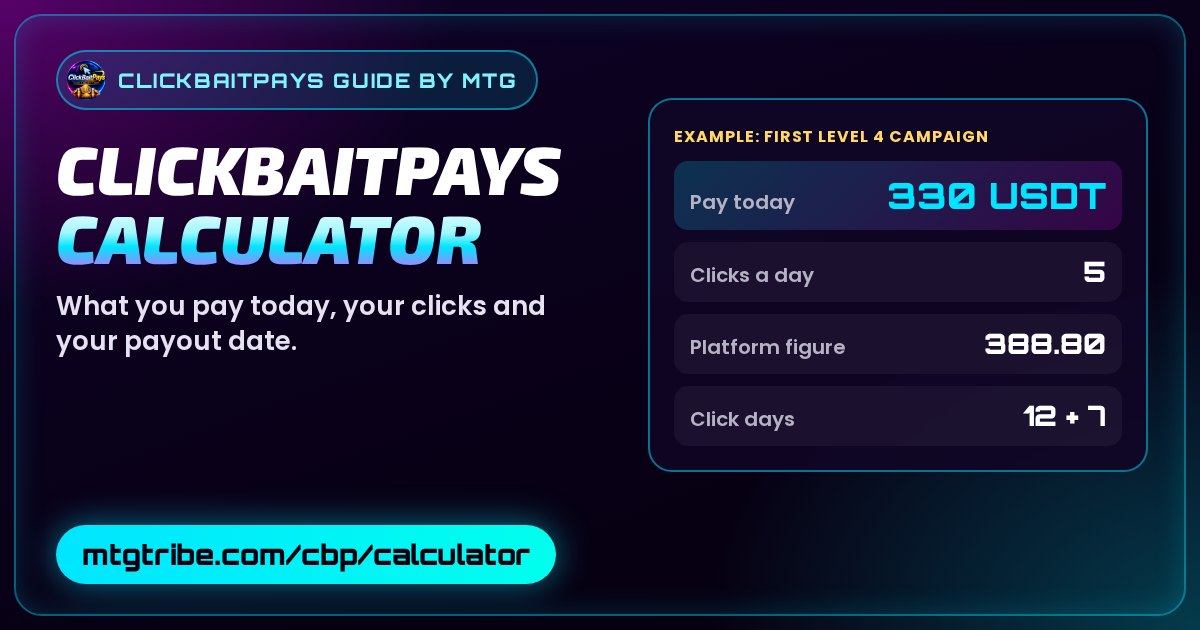 ClickBaitPays
CLICKBAITPAYS GUIDE BY MTG
CLICKBAITPAYS
CALCULATOR
What you pay today, your clicks and
your payout date.
EXAMPLE: FIRST LEVEL 4 CAMPAIGN
Pay today 330 USDT
Clicks a day 5
Platform figure 388.80
Click days 12 + 7
mtgtribe.com/cbp/calculator